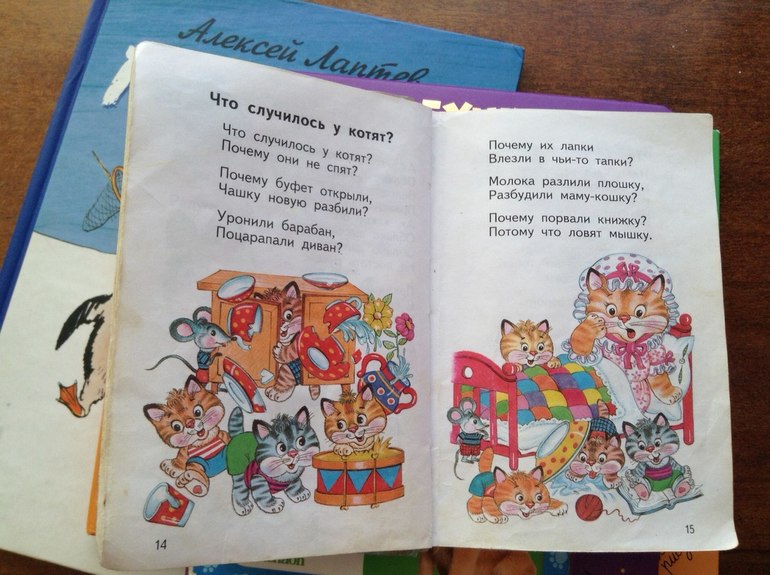 Алексей Лаптев
Что случилось у котят?
Что случилось у котят?
Почему они не спят?
Почему буфет открыли,
Чашку новую разбили?
Уронили барабан,
Поцарапали диван?
14
Почему их лапки
Влезли в чьи-то тапки?
Молока разлили плошку,
Разбудили маму-кошку?
Почему порвали книжку?
Потому что ловят мышку.
15